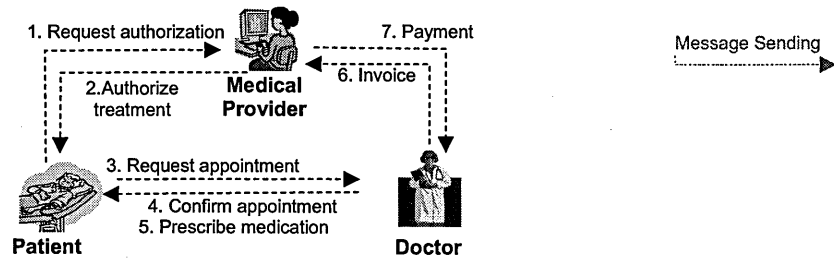 1. Request authorization
7. Payment
Message Sending
6. Invoice
2.Authorize
treatment
Medical
Provider
3. Request appointment
4. Confirm appointment
5. Prescribe medication
Patient
Doctor